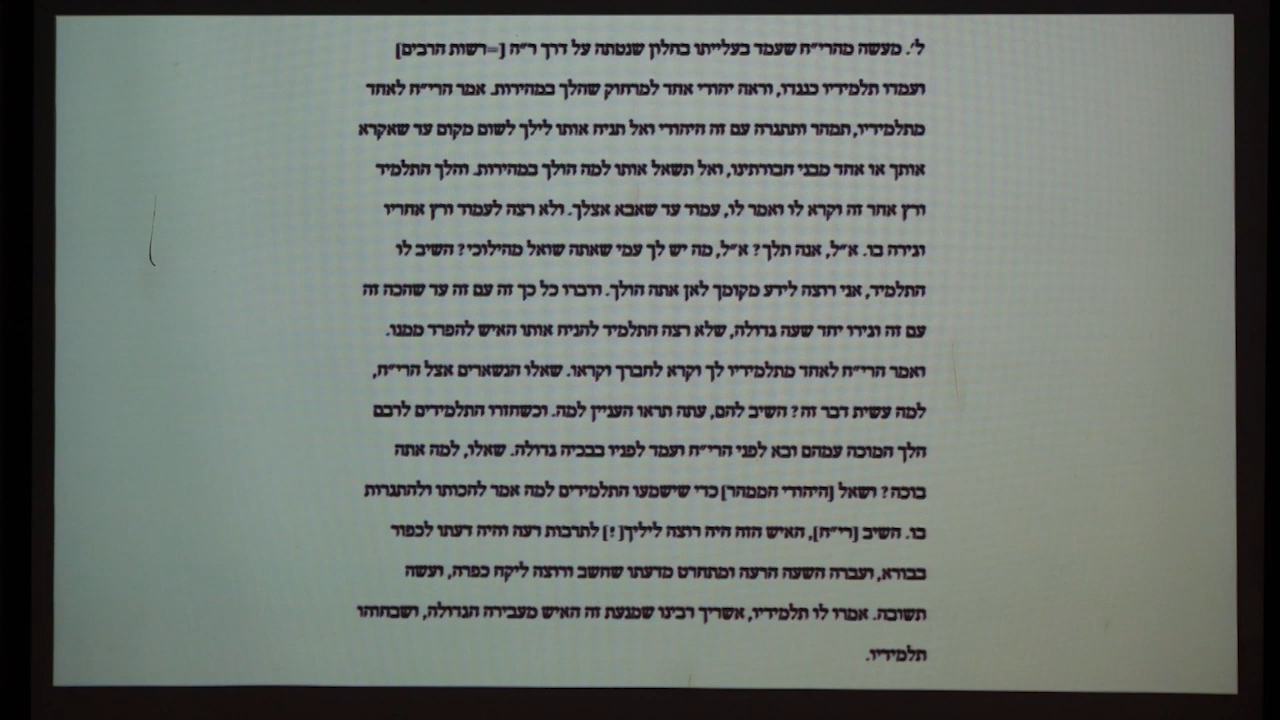 ל'. מעשה מהרי״ח שעמד בעלייתו בחלון שנטתה על דרך ר״ה [=רשות הרבים]
ועמדו תלמידיו כנגדו, וראה יהודי אחד למרחוק שהלך במהירות. אמר הרי״ח לאחד
מתלמידיו, תמהר ותתגרה עם זה היהודי ואל תניח אותו לילך לשום מקום עד שאקרא
אותך או אחד מבני חבורתינו, ואל תשאל אותו למה הולך במהירות. והלך התלמיד
ורץ אחר זה וקרא לו ואמר לו, עמוד עד שאבא אצלך. ולא רצה לעמוד ורץ אחריו
וגירה בו. א״ל, אנה תלך? א״ל, מה יש לך עמי שאתה שואל מהילוכי? השיב לו
התלמיד, אני רוצה לידע מקומך לאן אתה הולך. ודברו כל כך זה עם זה עד שהכה זה
עם זה וגירו יחד שעה גדולה, שלא רצה התלמיד להניח אותו האיש להפרד ממנו.
ואמר הרי״ח לאחד מתלמידיו לך וקרא לחברך וקראו. שאלו הנשארים אצל הרי״ח,
למה עשית דבר זה? השיב להם, עתה תראו העניין למה. וכשחזרו התלמידים לרבם
הלך המוכה עמהם ובא לפני הרי״ח ועמד לפניו בבכיה גדולה. שאלו, למה אתה
בוכה? ושאל [היהודי הממהר] כדי שישמעו התלמידים למה אמר להכותו ולהתגרות
בו. השיב [רי״ח], האיש הזה היה רוצה ליליך[!] לתרבות רעה והיה דעתו לכפור
בבורא, ועברה השעה הרעה ומתחרט מדעתו שחשב ורוצה ליקח כפרה, ועשה
תשובה. אמרו לו תלמידיו, אשריך רבינו שמנעת זה האיש מעבירה הגדולה, ושבחוהו
תלמידיו.